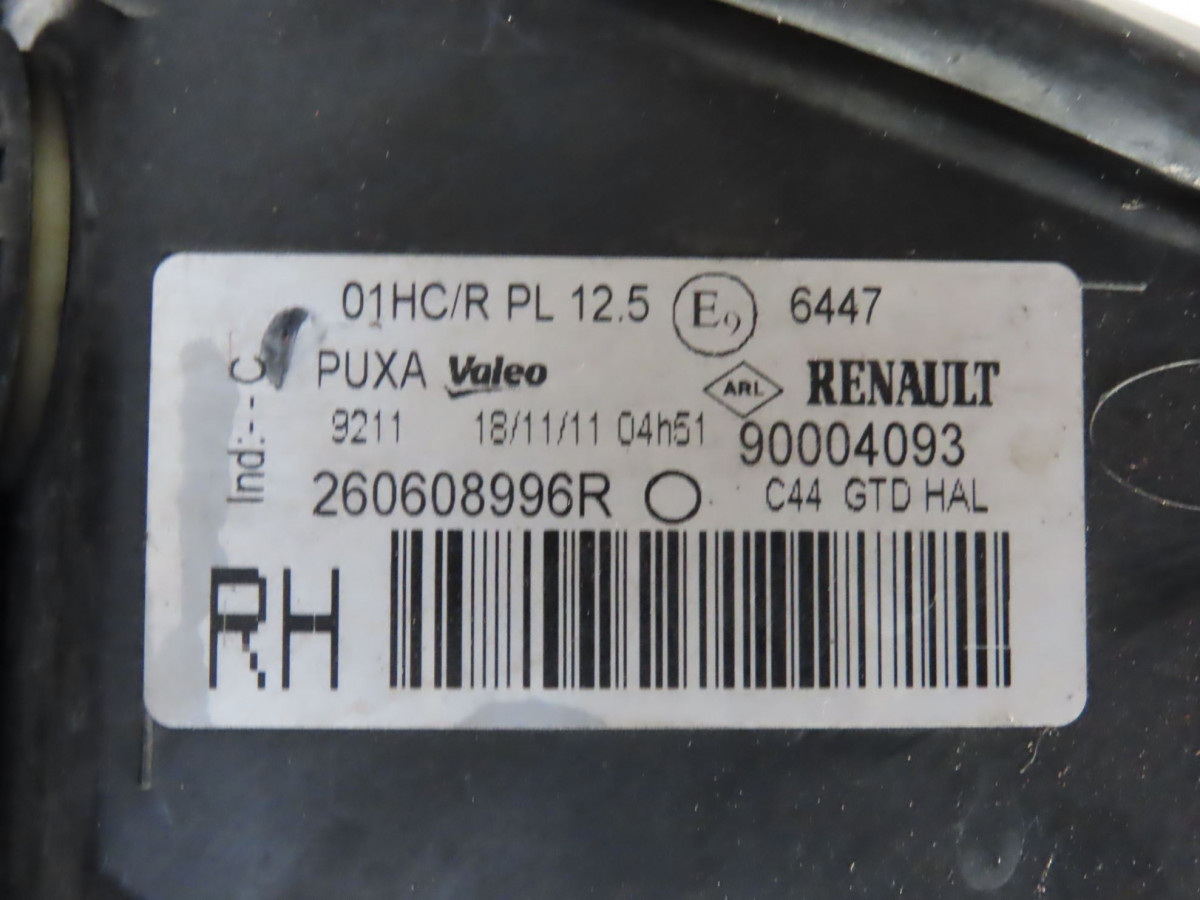 01HC/R PL 12.5 E9 6447
PUXA Valeo ARL RENAULT
9211 18/11/11 04h51 90004093
260608996R C44 GTD HAL
Ind:--C
RH